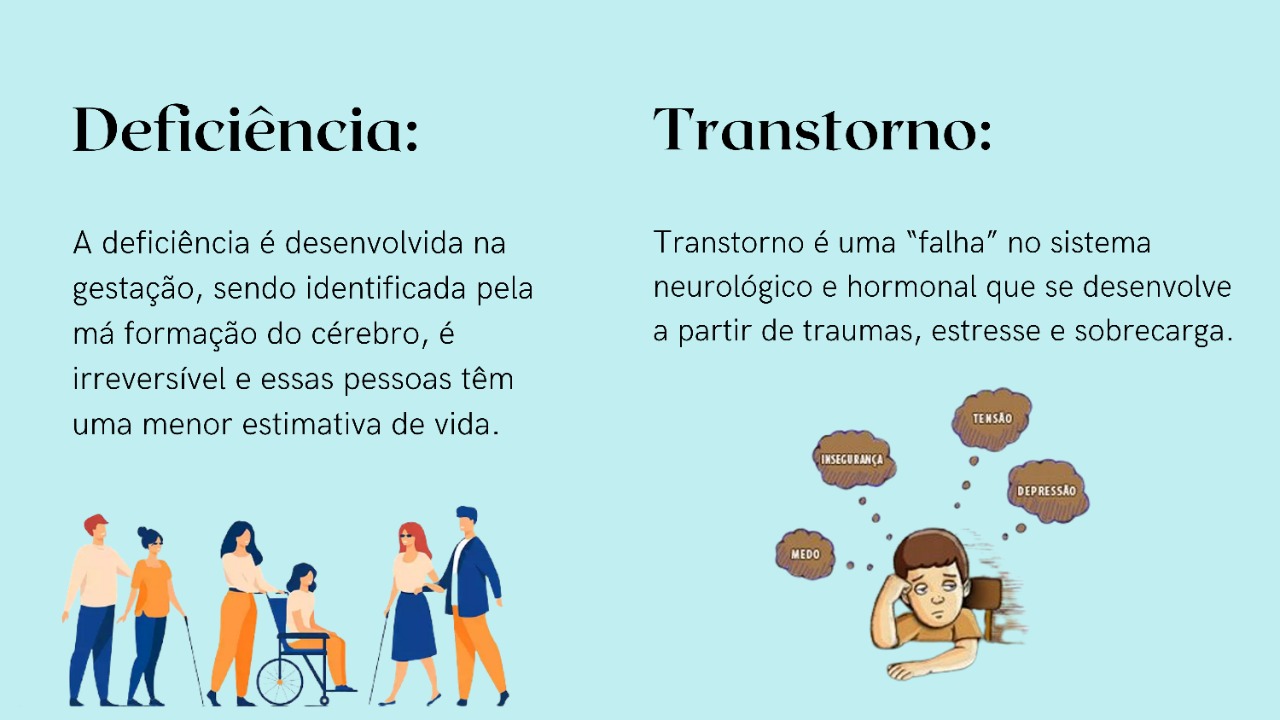 Deficiência:
A deficiência é desenvolvida na
gestação, sendo identificada pela
má formação do cérebro, é
irreversível e essas pessoas têm
uma menor estimativa de vida.
Transtorno:
Transtorno é uma “falha” no sistema
neurológico e hormonal que se desenvolve
a partir de traumas, estresse e sobrecarga.
TENSÃO
INSEGURANÇA
DEPRESSÃO
MEDO